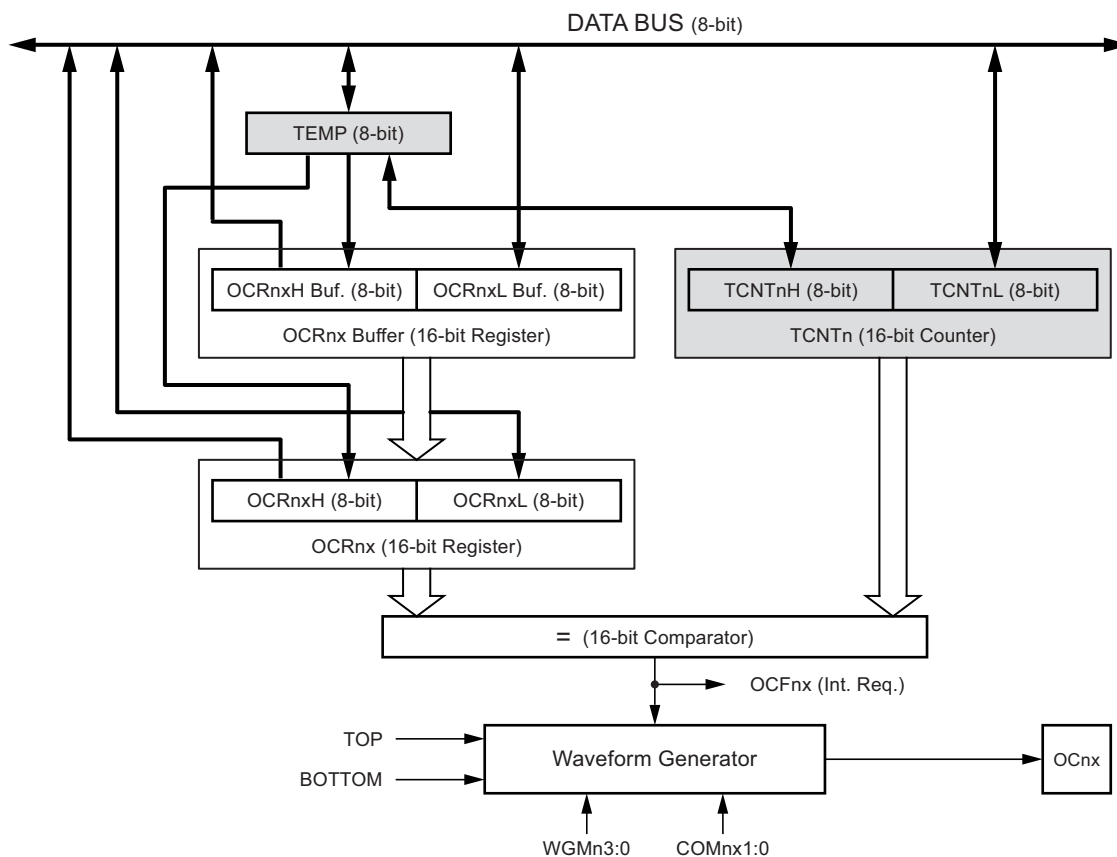 DATA BUS (8-bit)
TEMP (8-bit)
OCRnxH Buf. (8-bit)
OCRnxL Buf. (8-bit)
TCNTnH (8-bit)
TCNTnL (8-bit)
OCRnx Buffer (16-bit Register)
TCNTn (16-bit Counter)
OCRnxH (8-bit)
OCRnxL (8-bit)
OCRnx (16-bit Register)
= (16-bit Comparator)
OCFnx (Int. Req.)
TOP
BOTTOM
Waveform Generator
OCnx
WGMn3:0
COMnx1:0